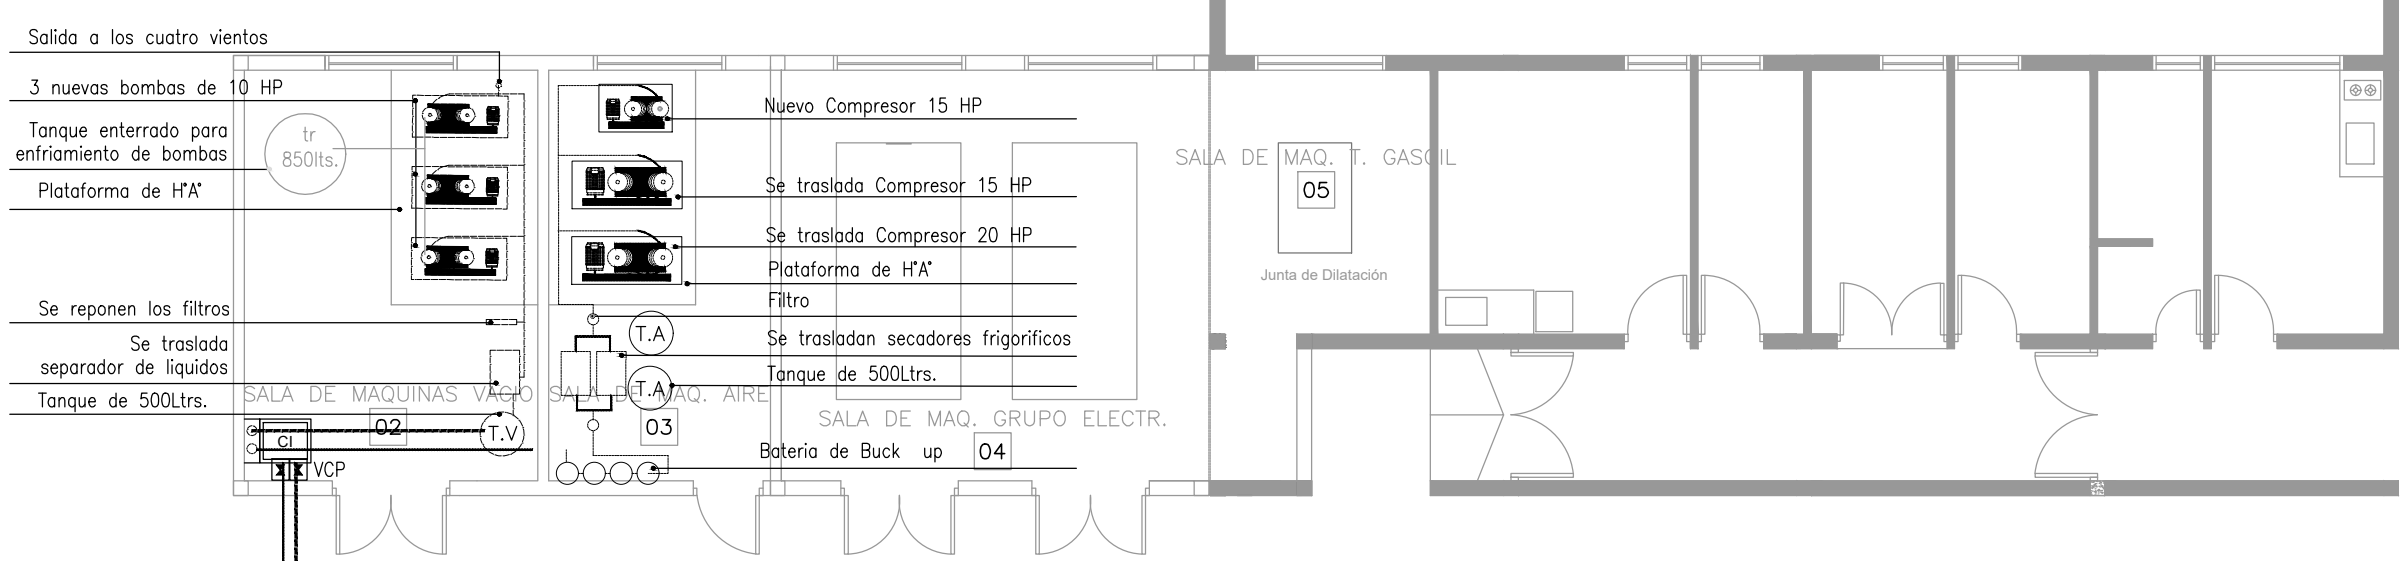 Salida a los cuatro vientos
3 nuevas bombas de 10 HP
Tanque enterrado para
enfriamiento de bombas
Plataforma de H°A°
tr
850lts.
Se reponen los filtros
Se traslada
separador de liquidos
Tanque de 500Ltrs.
SALA DE MAQUINAS VACIO
02
CI
VCP
T.V
Nuevo Compresor 15 HP
Se traslada Compresor 15 HP
Se traslada Compresor 20 HP
Plataforma de H°A°
Filtro
T.A
Se trasladan secadores frigorificos
Tanque de 500Ltrs.
T.A
SALA DE MAQ. AIRE
03
Bateria de Buck up
SALA DE MAQ. GRUPO ELECTR.
04
SALA DE MAQ. T. GASOIL
05
Junta de Dilatación